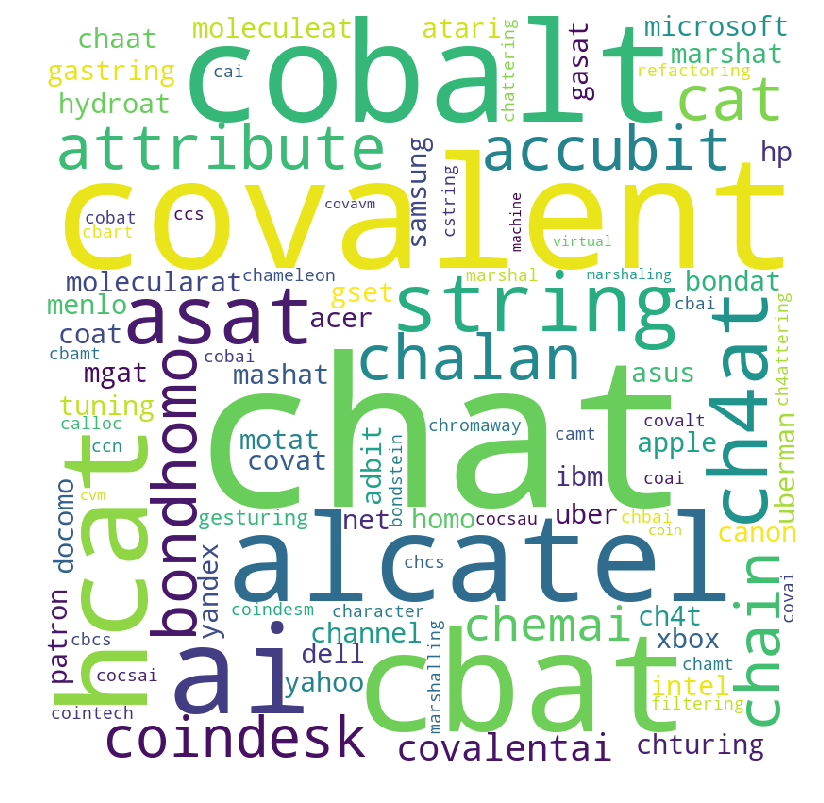 chaat
moleculeat
atari
microsoft
cobalt
chattering
gasat
marshat
gastring
cai
refactoring
cat
hydroat
attribute
samsung
accubit
hp
covalent
cobat
ccs
covavm
cstring
machine
cbart
virtual
molecularat
chameleon
marshal
marshaling
bondat
menlo
asat
gset
acer
string
cbai
ch4at
ch4attering
coat
chalan
cbamt
cobai
mgat
mashat
chat
asus
tuning
bondhomo
calloc
hcat
ccn
motat
covat
adbit
bondstein
chromaway
camt
covalt
apple
uberman
cvm
ibm
coai
docomo
gesturing
net
homo
cocsau
uber
chbai
coin
canon
yandex
alcatel
chcs
chain
covai
patron
coindesm
character
cbcs
channel
marshalling
chemai
ch4t
xbox
cocsai
ai
dell
cbat
chamt
yahoo
intel
filtering
cointech
coindesk
covalentai
chturing